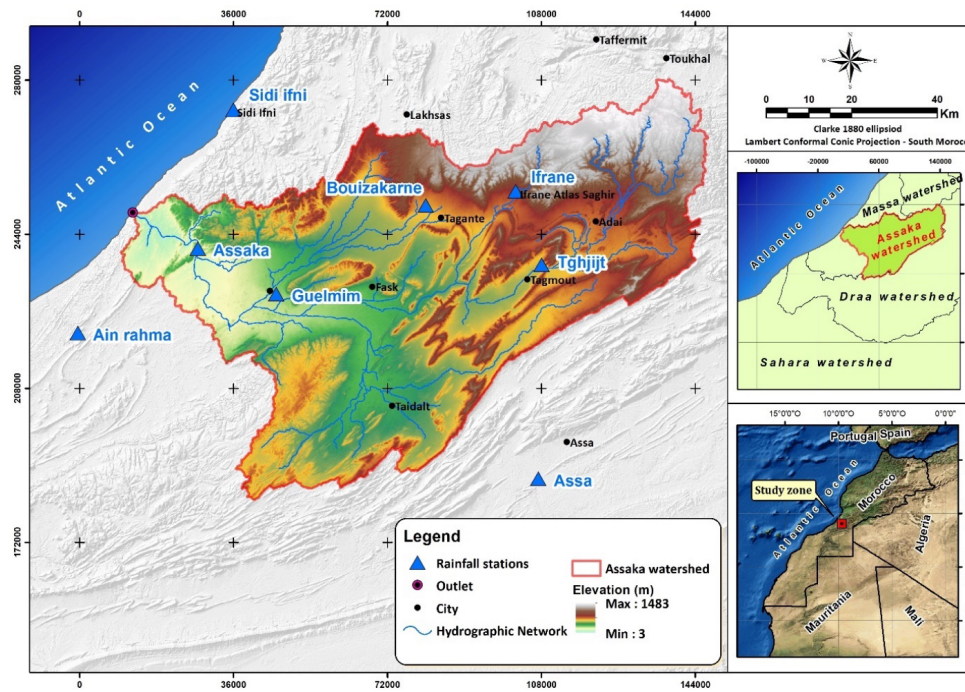 0
36000
72000
108000
144000
280000
244000
208000
172000
0
36000
72000
108000
144000
Taffermit
Toukhal
Atlantic Ocean
Sidi ifni
Sidi Ifni
Lakhsas
Bouizakarne
Ifrane
Ifrane Atlas Saghir
Tagante
Adai
Assaka
Tghjijt
Tagmout
Fask
Guelmim
Ain rahma
Taidalt
Assa
Assa
Legend
Rainfall stations
Outlet
City
Hydrographic Network
Assaka watershed
Elevation (m)
Max : 1483
Min : 3
N
W
E
S
0 10 20 40
Km
Clarke 1880 ellipsiod
Lambert Conformal Conic Projection - South Moroc
-100000
-20000
60000
140000
Massa watershed
Atlantic Ocean
Assaka
watershed
Draa watershed
Sahara watershed
15°0'0"O
10°0'0"O
5°0'0"O
0°0'0"
Portugal
Spain
Study zone
Atlantic Ocean
Morocco
Algeria
Mauritania
Mali